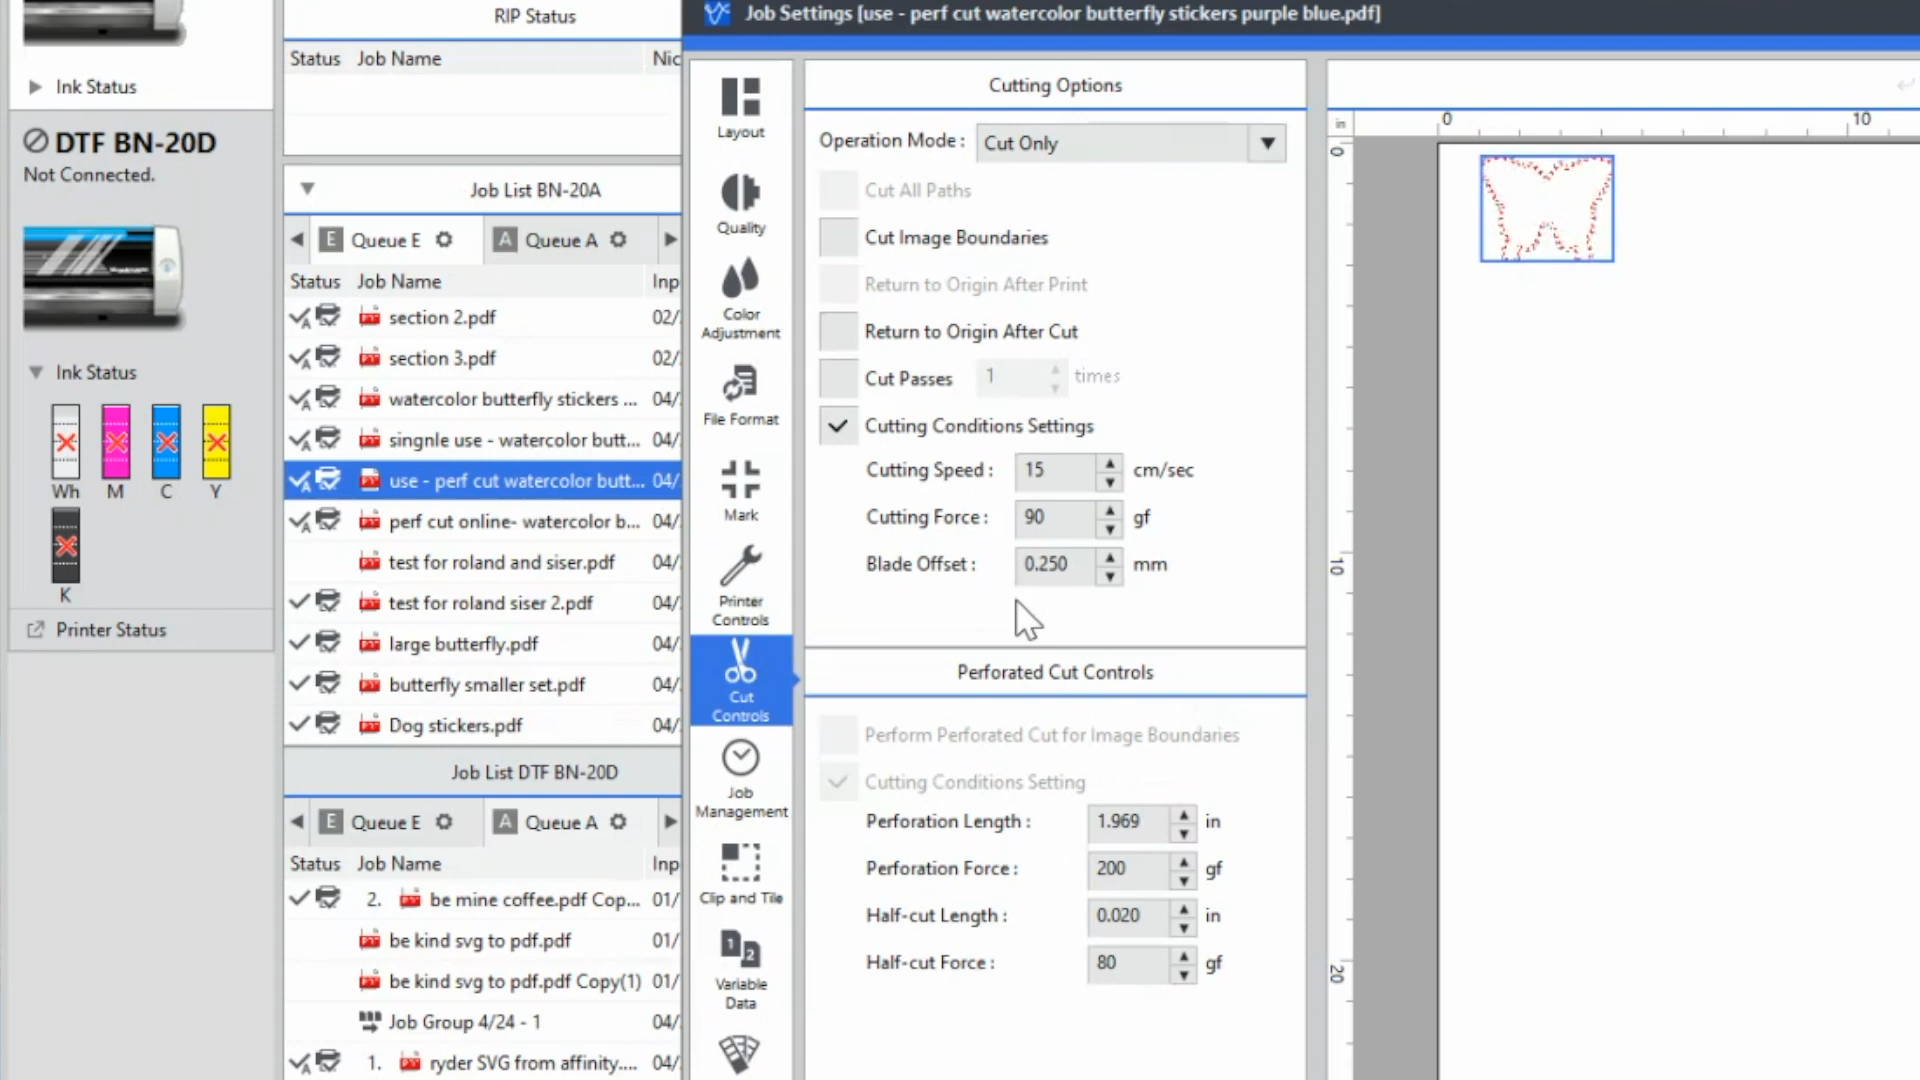 Ink Status
DTF BN-20D
Not Connected.
Ink Status
Wh M C Y
K
Printer Status
RIP Status
Status Job Name Nic
Job List BN-20A
E Queue E A Queue A
Status Job Name Inp
section 2.pdf 02/
section 3.pdf 02/
watercolor butterfly stickers ... 04/
singnle use - watercolor butt... 04/
use - perf cut watercolor butt... 04/
perf cut online- watercolor b... 04/
test for roland and siser.pdf 04/
test for roland siser 2.pdf 04/
large butterfly.pdf 04/
butterfly smaller set.pdf 04/
Dog stickers.pdf 04/
Job List DTF BN-20D
E Queue E A Queue A
Status Job Name Inp
2. be mine coffee.pdf Cop... 01/
be kind svg to pdf.pdf 01/
be kind svg to pdf.pdf Copy(1) 01/
Job Group 4/24 - 1 04/
1. ryder SVG from affinity.... 04/
Job Settings [use - perf cut watercolor butterfly stickers purple blue.pdf]
Layout
Quality
Color
Adjustment
File Format
Mark
Printer
Controls
Cut
Controls
Job
Management
Clip and Tile
1 2
Variable
Data
Cutting Options
Operation Mode : Cut Only
Cut All Paths
Cut Image Boundaries
Return to Origin After Print
Return to Origin After Cut
Cut Passes 1 times
Cutting Conditions Settings
Cutting Speed : 15 cm/sec
Cutting Force : 90 gf
Blade Offset : 0.250 mm
Perforated Cut Controls
Perform Perforated Cut for Image Boundaries
Cutting Conditions Setting
Perforation Length : 1.969 in
Perforation Force : 200 gf
Half-cut Length : 0.020 in
Half-cut Force : 80 gf
in 0 10
0
10
20